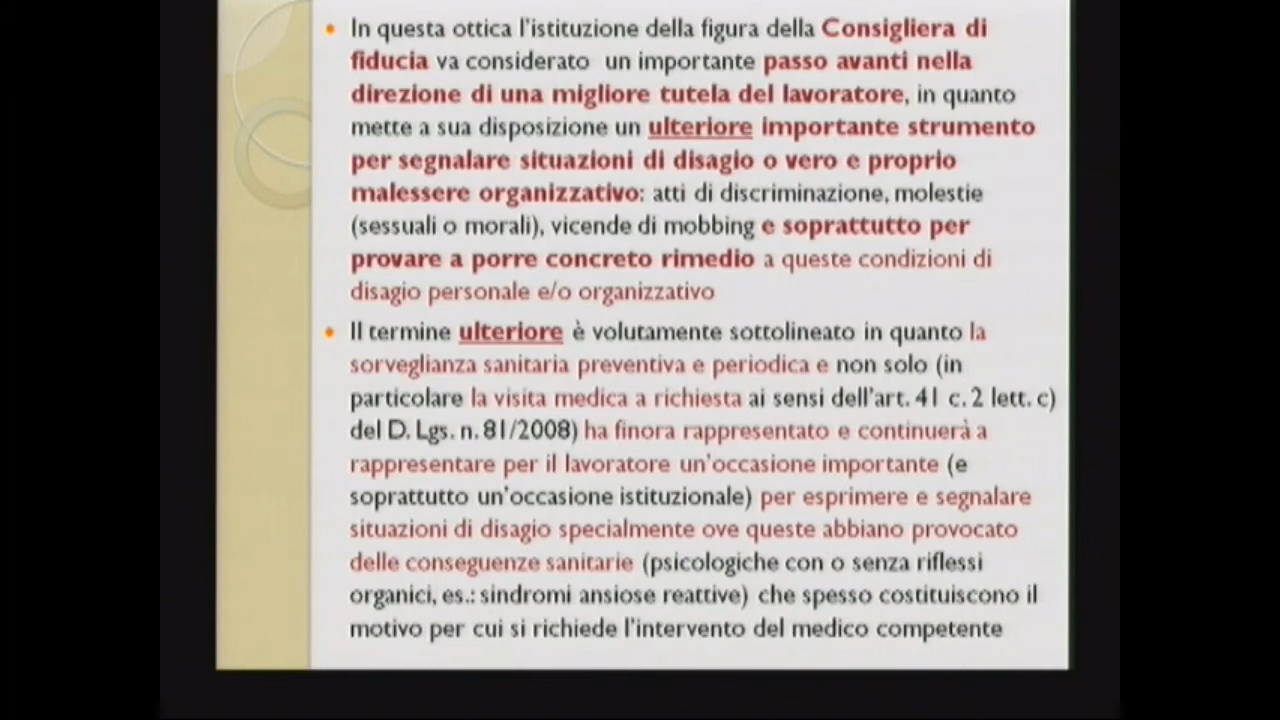 In questa ottica l'istituzione della figura della Consigliera di
fiducia va considerato un importante passo avanti nella
direzione di una migliore tutela del lavoratore, in quanto
mette a sua disposizione un ulteriore importante strumento
per segnalare situazioni di disagio o vero e proprio
malessere organizzativo: atti di discriminazione, molestie
(sessuali o morali), vicende di mobbing e soprattutto per
provare a porre concreto rimedio a queste condizioni di
disagio personale e/o organizzativo
Il termine ulteriore è volutamente sottolineato in quanto la
sorveglianza sanitaria preventiva e periodica e non solo (in
particolare la visita medica a richiesta ai sensi dell'art. 41 c. 2 lett. c)
del D. Lgs. n. 81/2008) ha finora rappresentato e continuerà a
rappresentare per il lavoratore un'occasione importante (e
soprattutto un'occasione istituzionale) per esprimere e segnalare
situazioni di disagio specialmente ove queste abbiano provocato
delle conseguenze sanitarie (psicologiche con o senza riflessi
organici, es.: sindromi ansiose reattive) che spesso costituiscono il
motivo per cui si richiede l'intervento del medico competente